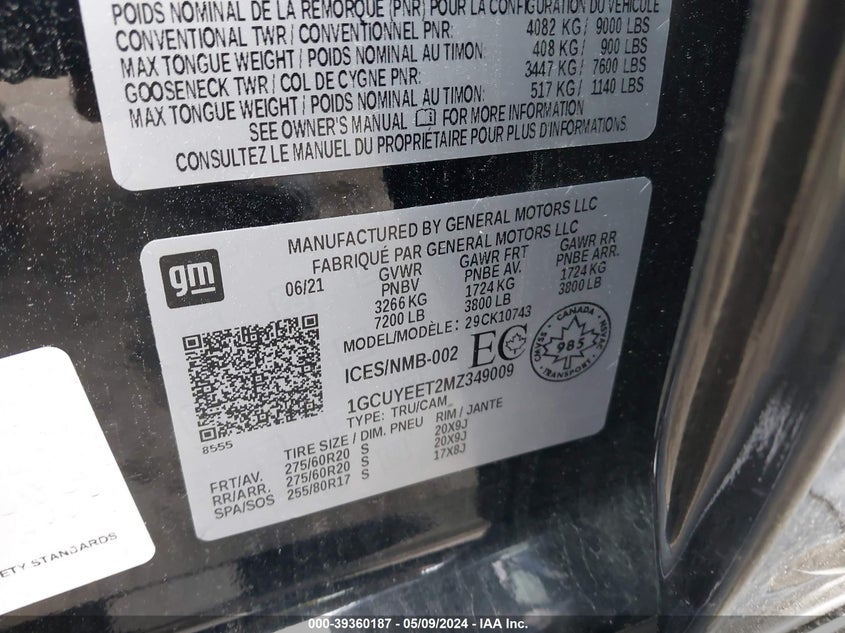 POIDS NOMINAL DE LA REMORQUE (PNR) POUR LA CONFIGURATION DU VÉHICULE
CONVENTIONAL TWR / CONVENTIONNEL PNR: 4082 KG / 9000 LBS
MAX TONGUE WEIGHT / POIDS NOMINAL AU TIMON: 408 KG / 900 LBS
GOOSENECK TWR / COL DE CYGNE PNR: 3447 KG / 7600 LBS
MAX TONGUE WEIGHT / POIDS NOMINAL AU TIMON: 517 KG / 1140 LBS
SEE OWNER'S MANUAL FOR MORE INFORMATION
CONSULTEZ LE MANUEL DU PROPRIÉTAIRE POUR PLUS D'INFORMATIONS.
gm
MANUFACTURED BY GENERAL MOTORS LLC
FABRIQUÉ PAR GENERAL MOTORS LLC
06/21 GVWR GAWR FRT GAWR RR
PNBV PNBE AV. PNBE ARR.
3266 KG 1724 KG 1724 KG
7200 LB 3800 LB 3800 LB
MODEL/MODÈLE: 29CK10743
ICES/NMB-002 EC
CANADA
985
MVSA C
SSVAC NSVAC
1GCUYEET2MZ349009
TYPE: TRU/CAM
8555
TIRE SIZE / DIM. PNEU RIM / JANTE
FRT/AV. 275/60R20 S 20X9J
RR/ARR. 275/60R20 S 20X9J
SPA/SOS 255/80R17 S 17X8J
ETY STANDARDS
000-39360187 - 05/09/2024 - IAA Inc.